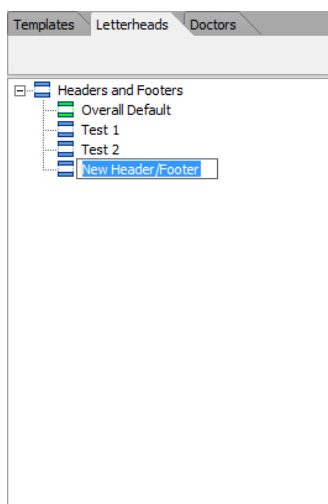 Templates Letterheads Doctors
Headers and Footers
Overall Default
Test 1
Test 2
New Header/Footer